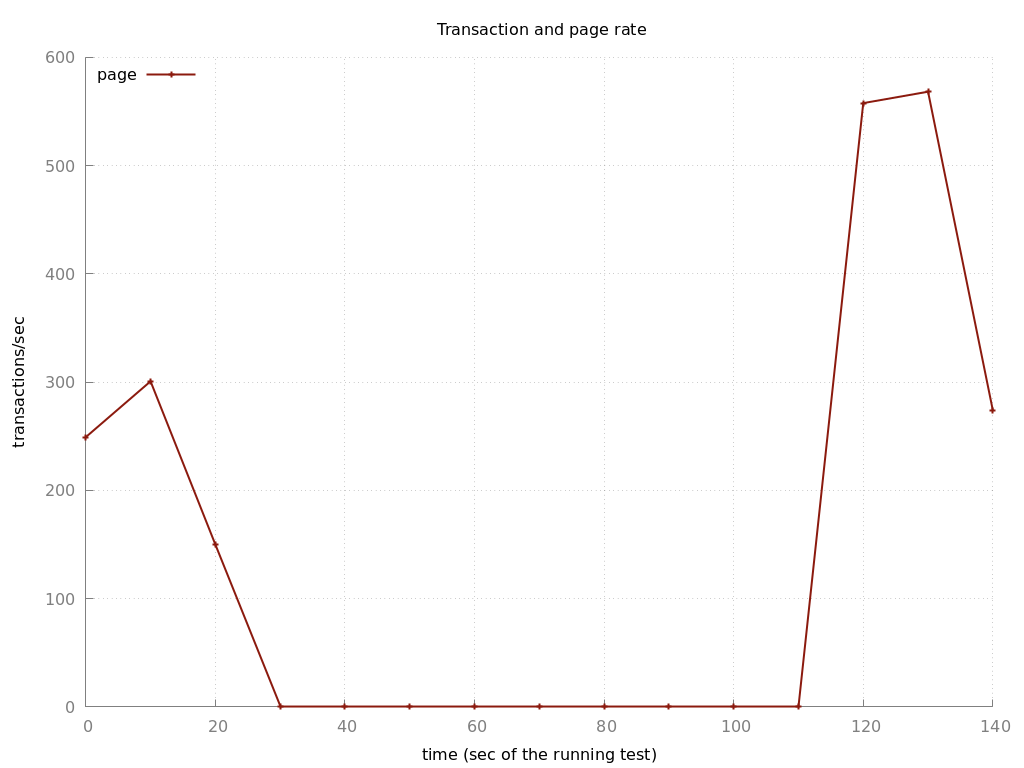 Transaction and page rate
600
page
500
400
300
200
100
0
transactions/sec
0 20 40 60 80 100 120 140
time (sec of the running test)